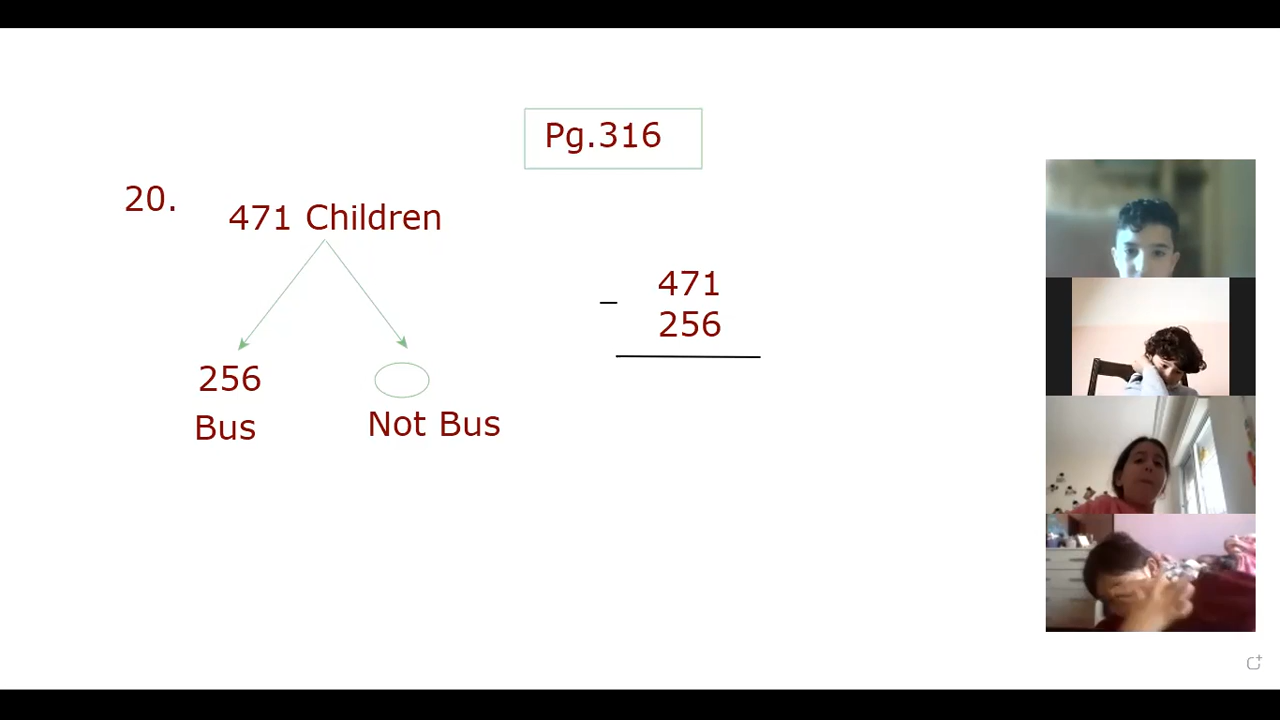 Pg.316
20.
471 Children
471
–
256
256
Bus
Not Bus